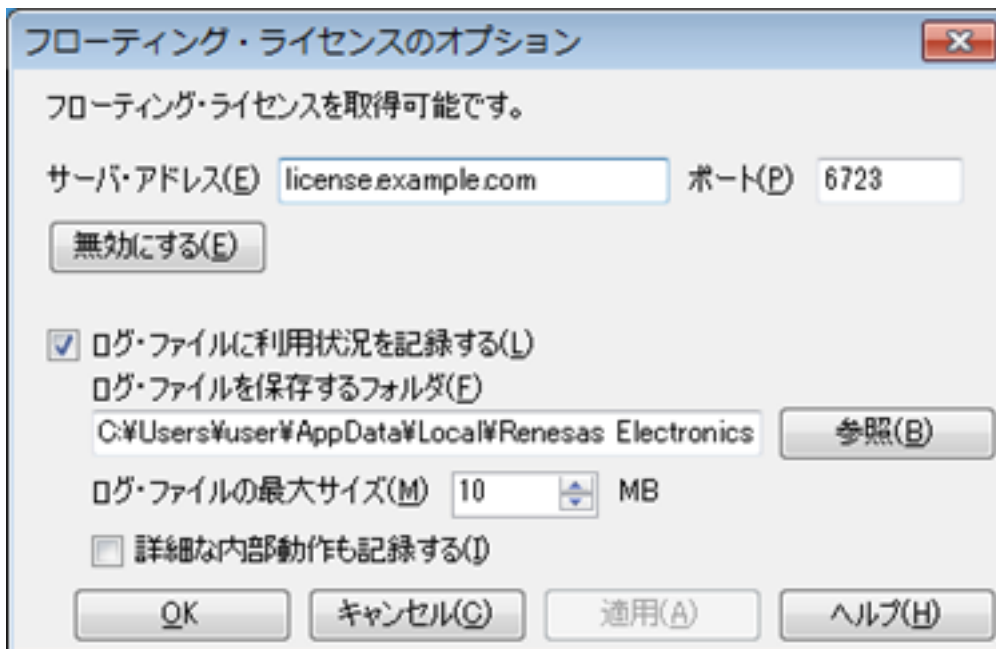 フローティング・ライセンスのオプション
フローティング・ライセンスを取得可能です。
サーバ・アドレス(E) license.example.com ポート(P) 6723
無効にする(E)
ログ・ファイルに利用状況を記録する(L)
ログ・ファイルを保存するフォルダ(F)
C:¥Users¥user¥AppData¥Local¥Renesas Electronics 参照(B)
ログ・ファイルの最大サイズ(M) 10 MB
詳細な内部動作も記録する(I)
OK キャンセル(C) 適用(A) ヘルプ(H)